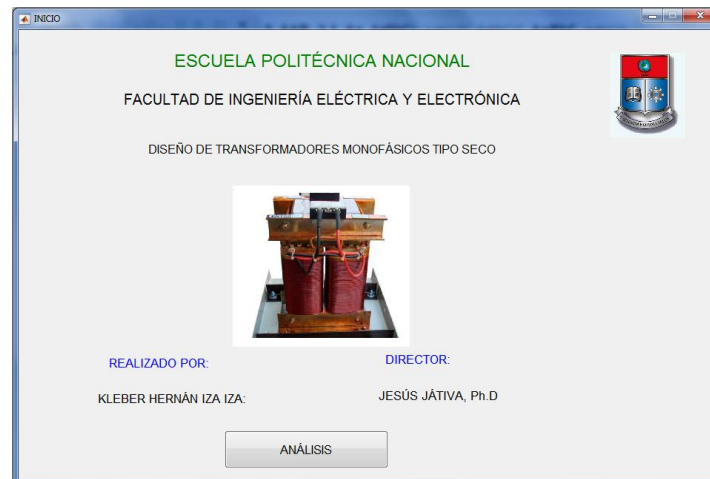 INICIO
ESCUELA POLITÉCNICA NACIONAL
FACULTAD DE INGENIERÍA ELÉCTRICA Y ELECTRÓNICA
DISEÑO DE TRANSFORMADORES MONOFÁSICOS TIPO SECO
REALIZADO POR:
DIRECTOR:
KLEBER HERNÁN IZA IZA:
JESÚS JÁTIVA, Ph.D
ANÁLISIS